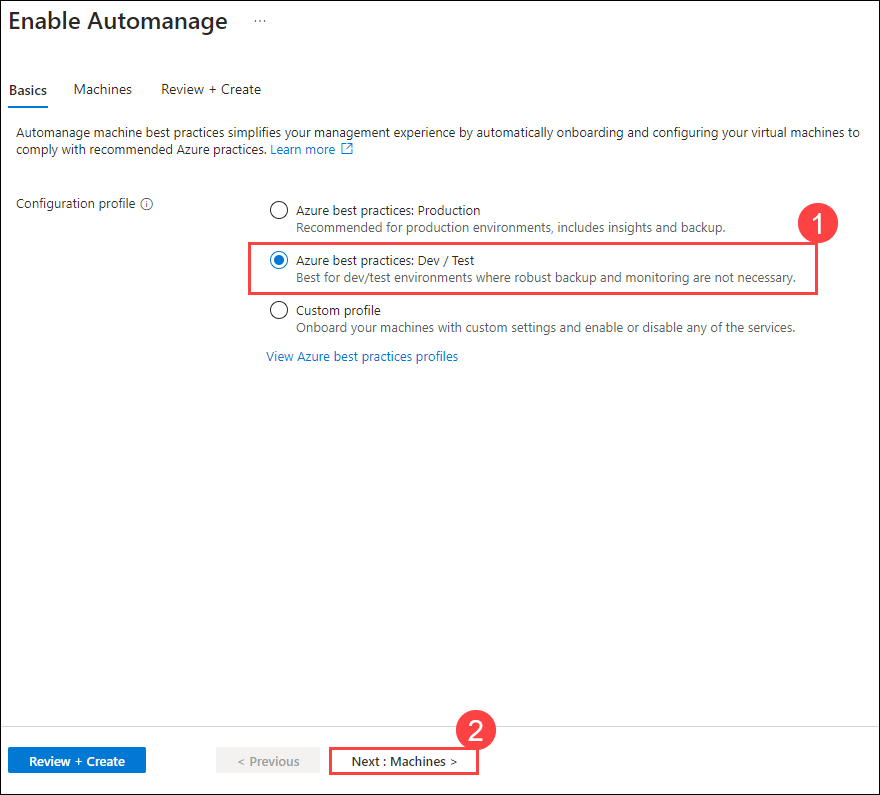 Enable Automanage ...
Basics Machines Review + Create
Automanage machine best practices simplifies your management experience by automatically onboarding and configuring your virtual machines to
comply with recommended Azure practices. Learn more
Configuration profile
Azure best practices: Production
Recommended for production environments, includes insights and backup.
1
Azure best practices: Dev / Test
Best for dev/test environments where robust backup and monitoring are not necessary.
Custom profile
Onboard your machines with custom settings and enable or disable any of the services.
View Azure best practices profiles
2
Review + Create < Previous Next : Machines >